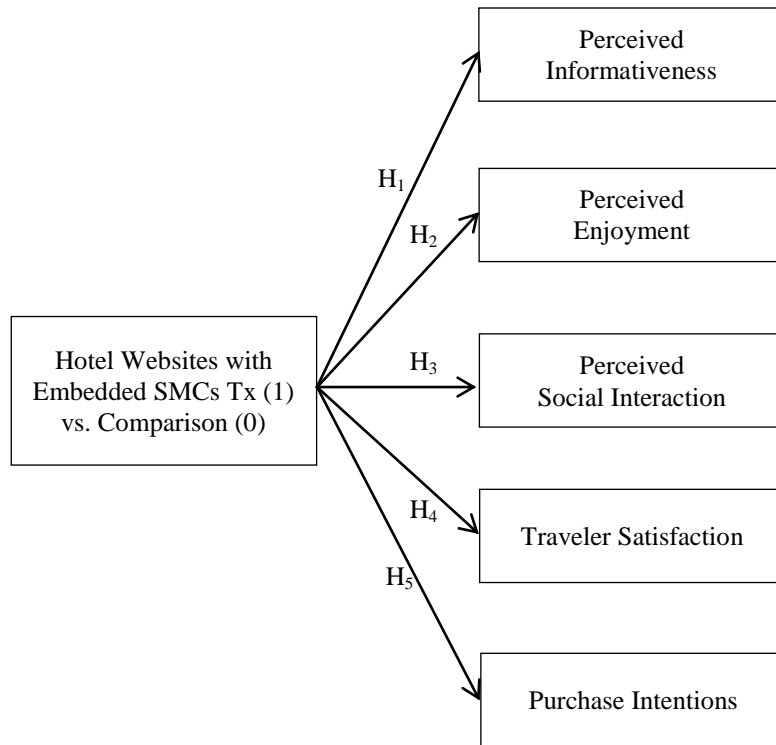 Perceived
Informativeness
H₁
Perceived
Enjoyment
H₂
Hotel Websites with
Embedded SMCs Tx (1)
vs. Comparison (0)
H₃
Perceived
Social Interaction
H₄
Traveler Satisfaction
H₅
Purchase Intentions